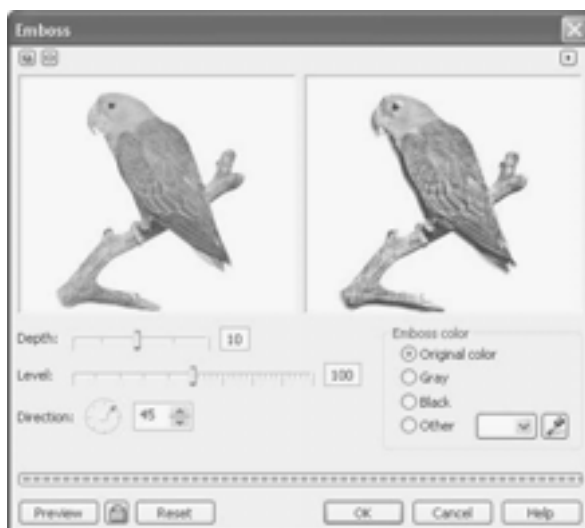 Emboss
Depth: 10
Level: 100
Direction: 45
Emboss color
Original color
Gray
Black
Other
Preview Reset OK Cancel Help